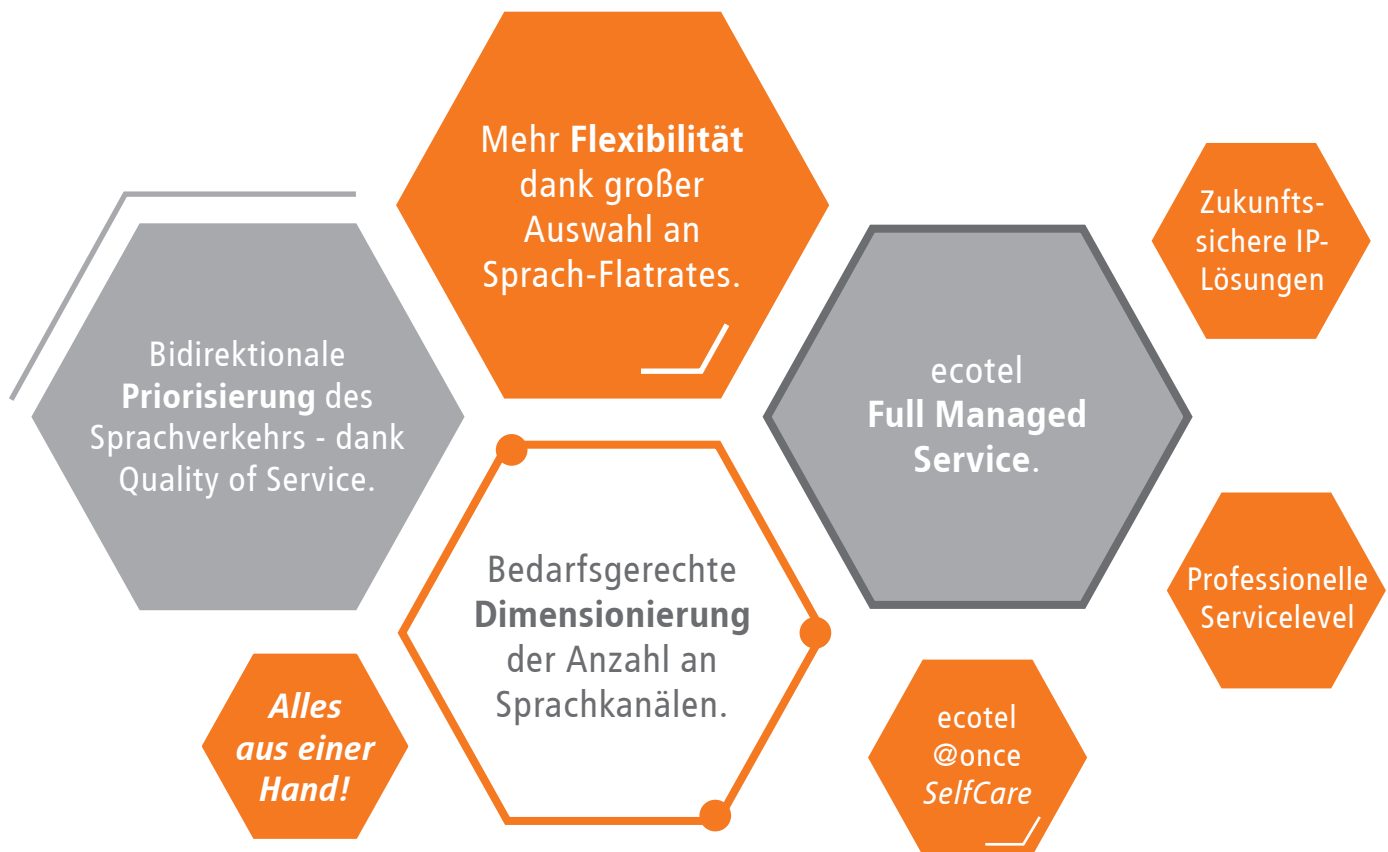 Mehr Flexibilität
dank großer
Auswahl an
Sprach-Flatrates.
Zukunfts-
sichere IP-
Lösungen
Bidirektionale
Priorisierung des
Sprachverkehrs - dank
Quality of Service.
ecotel
Full Managed
Service.
Bedarfsgerechte
Dimensionierung
der Anzahl an
Sprachkanälen.
Professionelle
Servicelevel
Alles
aus einer
Hand!
ecotel
@once
SelfCare